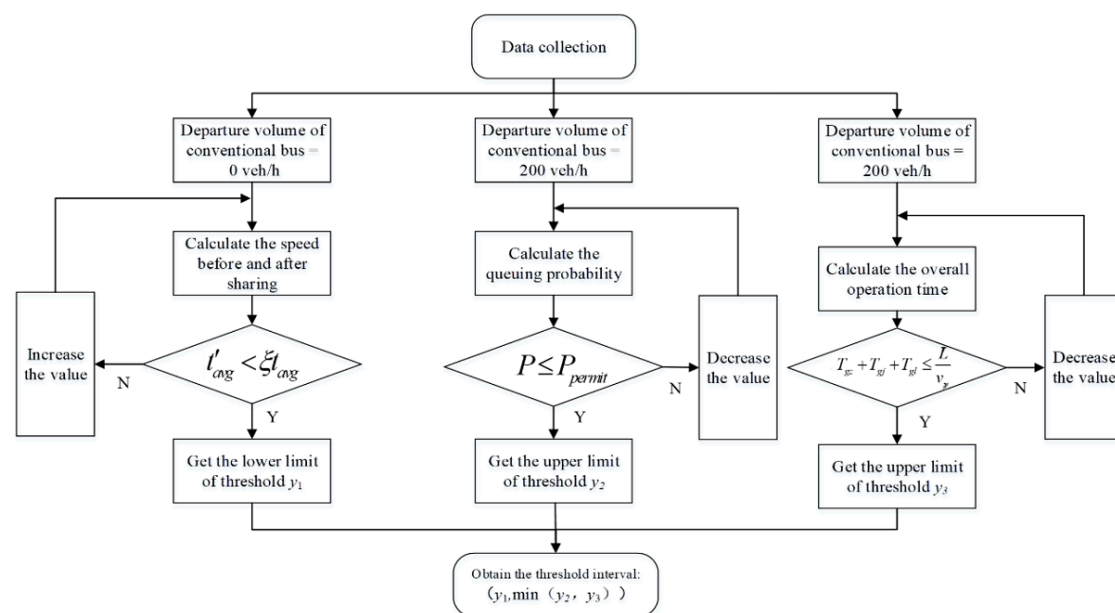 Data collection
Departure volume of
conventional bus =
0 veh/h
Departure volume of
conventional bus =
200 veh/h
Departure volume of
conventional bus =
200 veh/h
Calculate the speed
before and after
sharing
Calculate the
queuing probability
Calculate the overall
operation time
Increase
the value
N
t'avg < ξtavg
P ≤ Ppermit
N
Decrease
the value
Tgz + Tgj + Tgl ≤ L/vg
N
Decrease
the value
Y
Y
Y
Get the lower limit
of threshold y1
Get the upper limit
of threshold y2
Get the upper limit
of threshold y3
Obtain the threshold interval:
(y1,min（y2，y3））